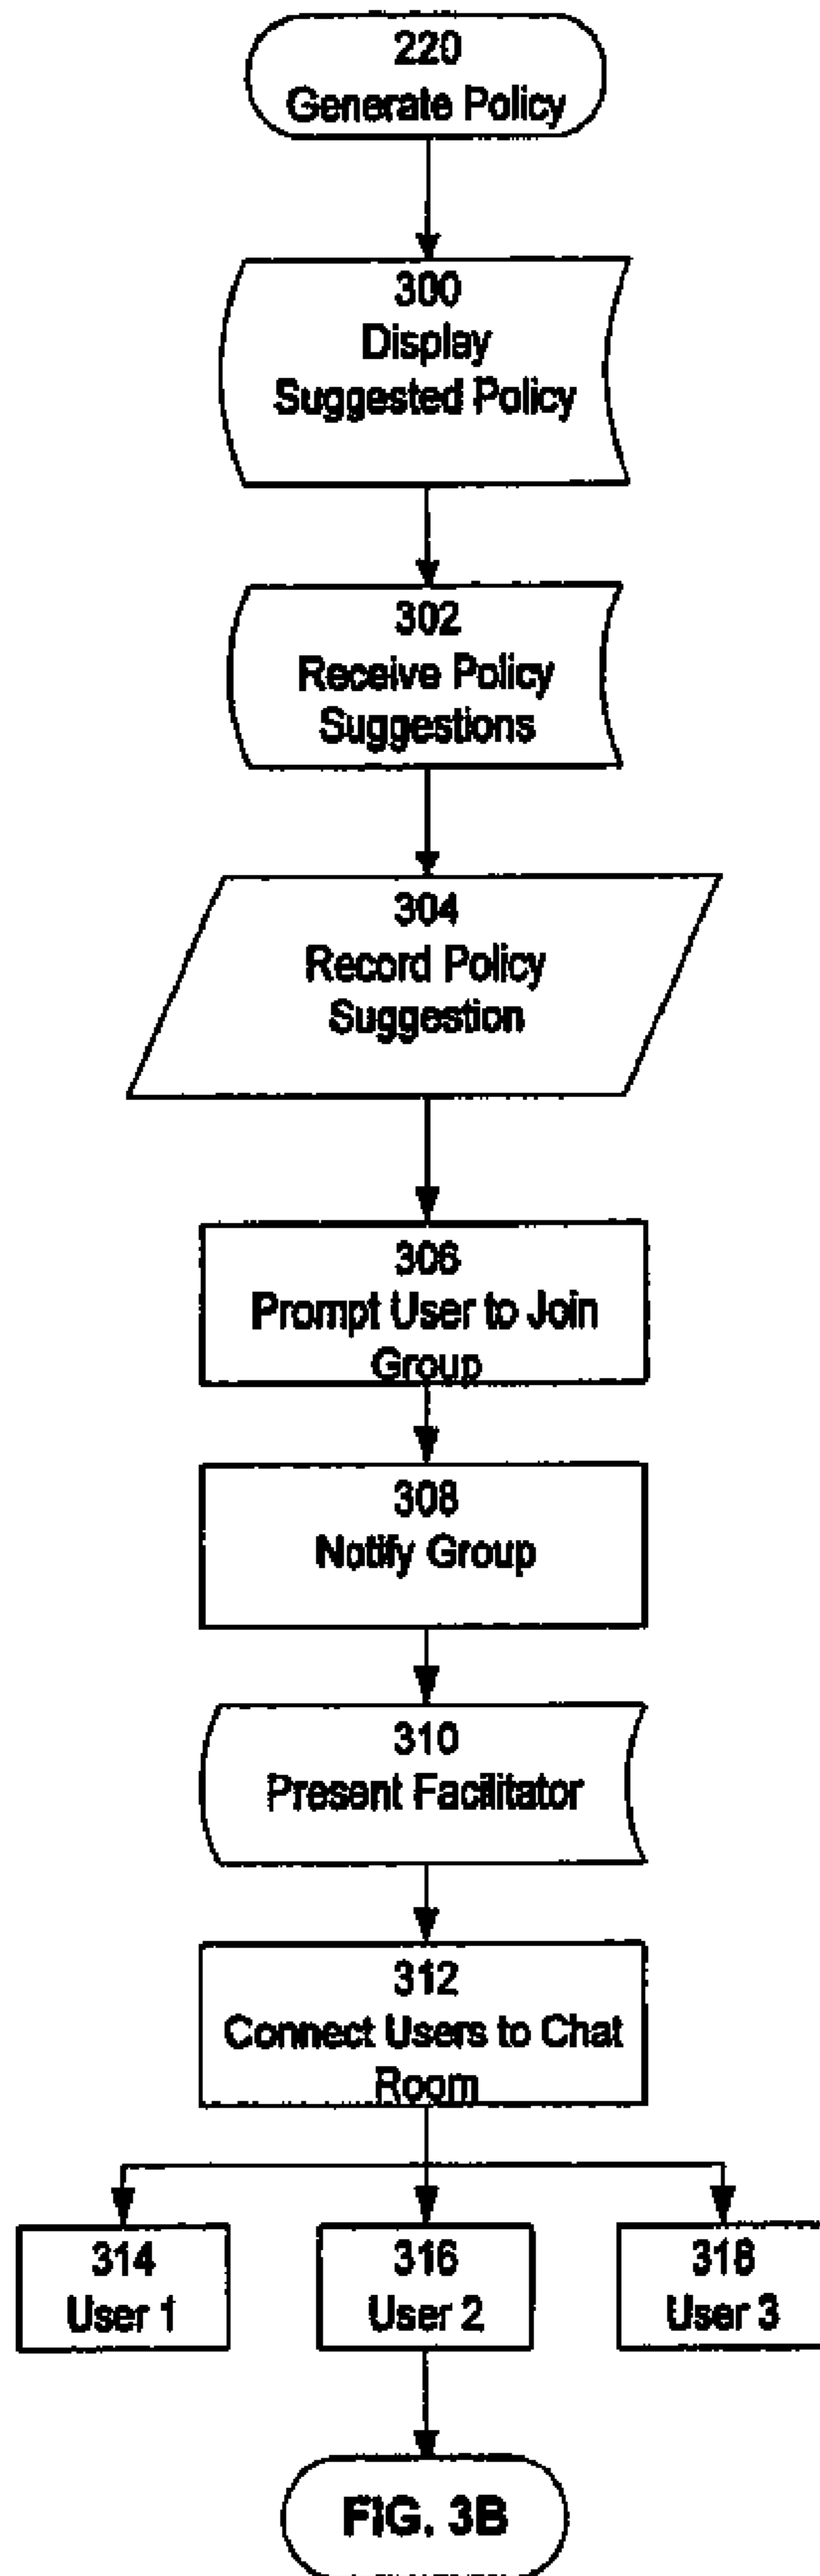 220
Generate Policy
300
Display
Suggested Policy
302
Receive Policy
Suggestions
304
Record Policy
Suggestion
306
Prompt User to Join
Group
308
Notify Group
310
Present Facilitator
312
Connect Users to Chat
Room
314
User 1
316
User 2
318
User 3
FIG. 3B